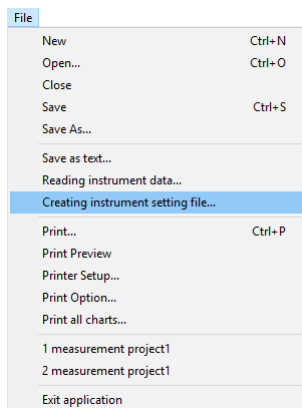 File
New Ctrl+N
Open... Ctrl+O
Close
Save Ctrl+S
Save As...
Save as text...
Reading instrument data...
Creating instrument setting file...
Print... Ctrl+P
Print Preview
Printer Setup...
Print Option...
Print all charts...
1 measurement project1
2 measurement project1
Exit application